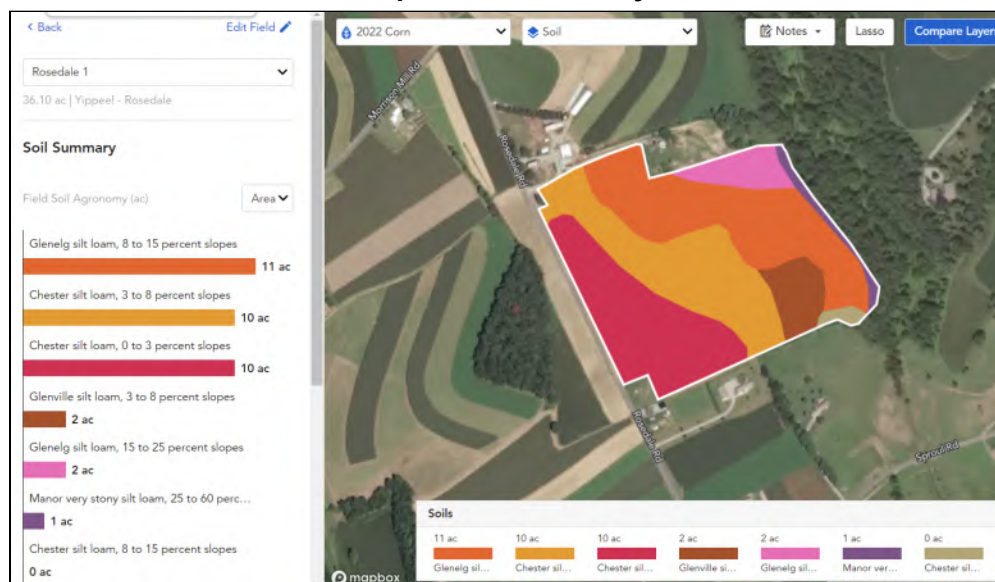 < Back
Edit Field
Rosedale 1
36.10 ac | Yippee! - Rosedale
Soil Summary
Field Soil Agronomy (ac)
Area
Glenelg silt loam, 8 to 15 percent slopes
11 ac
Chester silt loam, 3 to 8 percent slopes
10 ac
Chester silt loam, 0 to 3 percent slopes
10 ac
Glenville silt loam, 3 to 8 percent slopes
2 ac
Glenelg silt loam, 15 to 25 percent slopes
2 ac
Manor very stony silt loam, 25 to 60 perc...
1 ac
Chester silt loam, 8 to 15 percent slopes
0 ac
2022 Corn
Soil
Notes
Lasso
Compare Layer
Morrison Mill Rd
Rosedale Rd
Rosedale Rd
Sproul Rd
Soils
11 ac
10 ac
10 ac
2 ac
2 ac
1 ac
0 ac
Glenelg sil...
Chester sil...
Chester sil...
Glenville si...
Glenelg sil...
Manor ver...
Chester sil...
mapbox